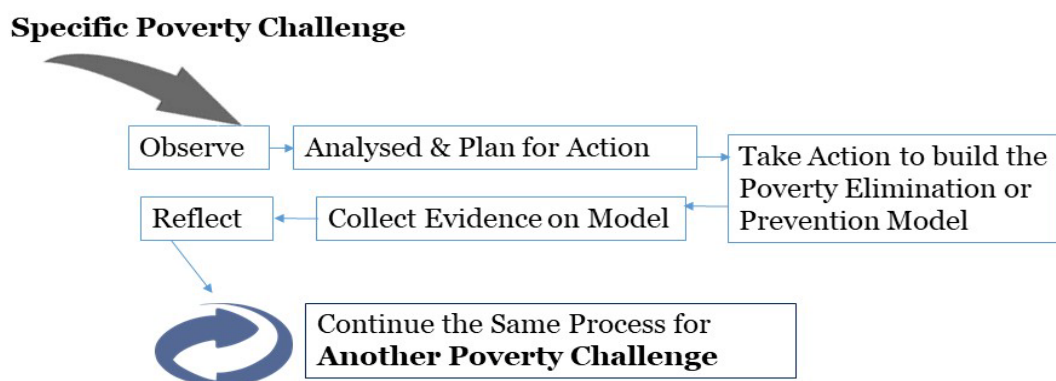 Specific Poverty Challenge
Observe
Analysed & Plan for Action
Take Action to build the
Poverty Elimination or
Prevention Model
Collect Evidence on Model
Reflect
Continue the Same Process for
Another Poverty Challenge